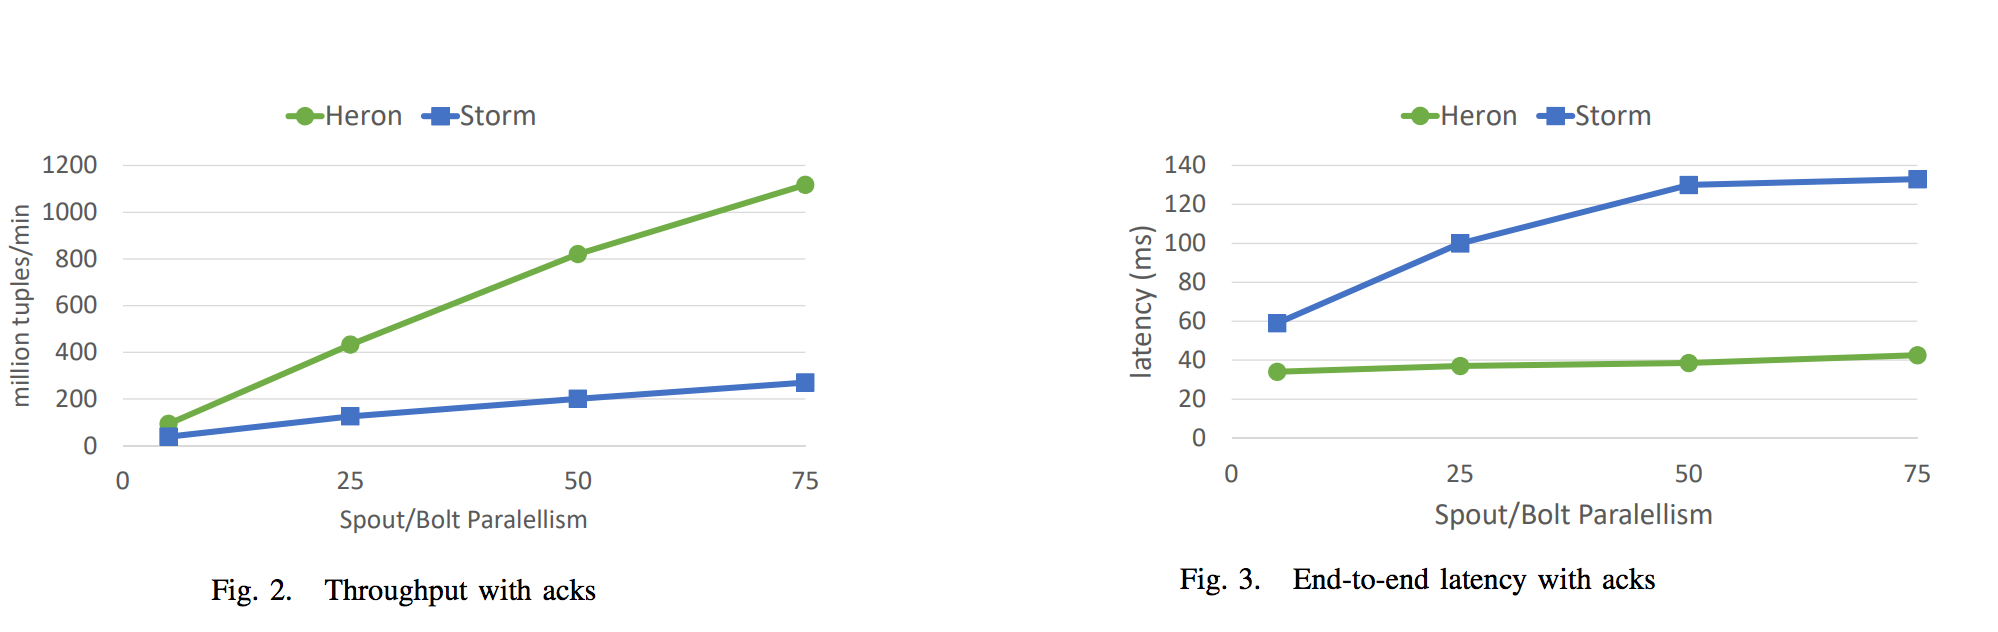 Heron Storm
1200
1000
800
600
400
200
0
million tuples/min
0 25 50 75
Spout/Bolt Paralellism
Fig. 2. Throughput with acks
Heron Storm
140
120
100
80
60
40
20
0
latency (ms)
0 25 50 75
Spout/Bolt Paralellism
Fig. 3. End-to-end latency with acks